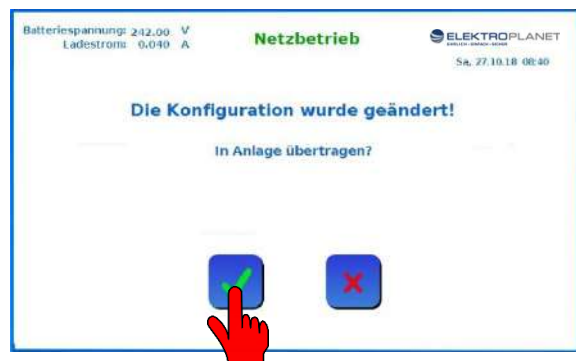 Batteriespannung: 242.00 V
Ladestrom: 0.040 A
Netzbetrieb
ELEKTROPLANET
Sa, 27.10.18 08:40
Die Konfiguration wurde geändert!
In Anlage übertragen?